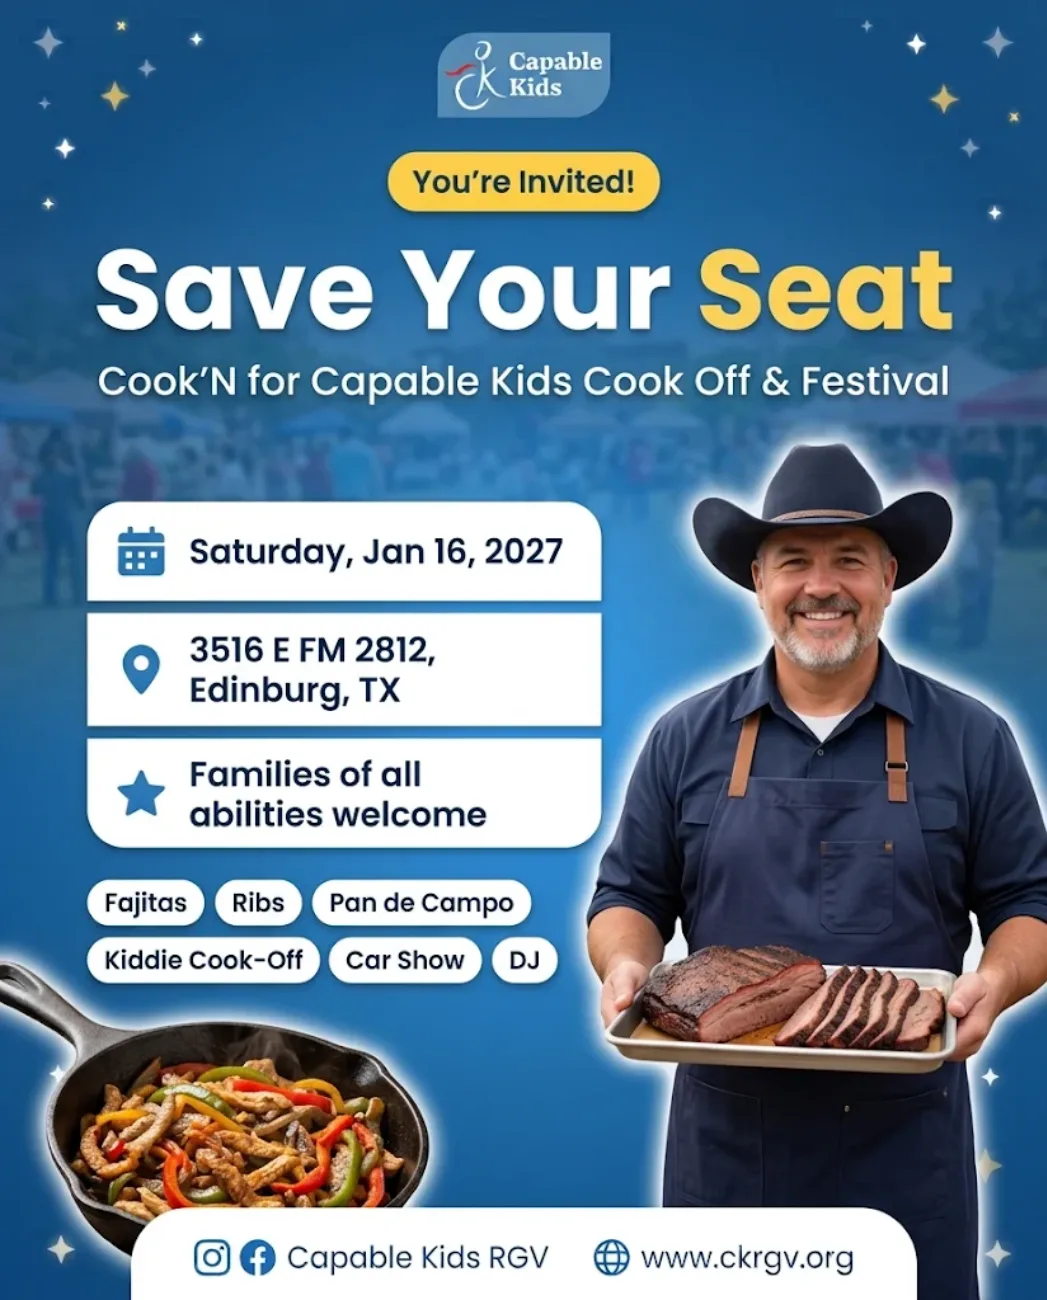 Capable
Kids
You're Invited!
Save Your Seat
Cook'N for Capable Kids Cook Off & Festival
Saturday, Jan 16, 2027
3516 E FM 2812,
Edinburg, TX
Families of all
abilities welcome
Fajitas
Ribs
Pan de Campo
Kiddie Cook-Off
Car Show
DJ
Capable Kids RGV
www.ckrgv.org